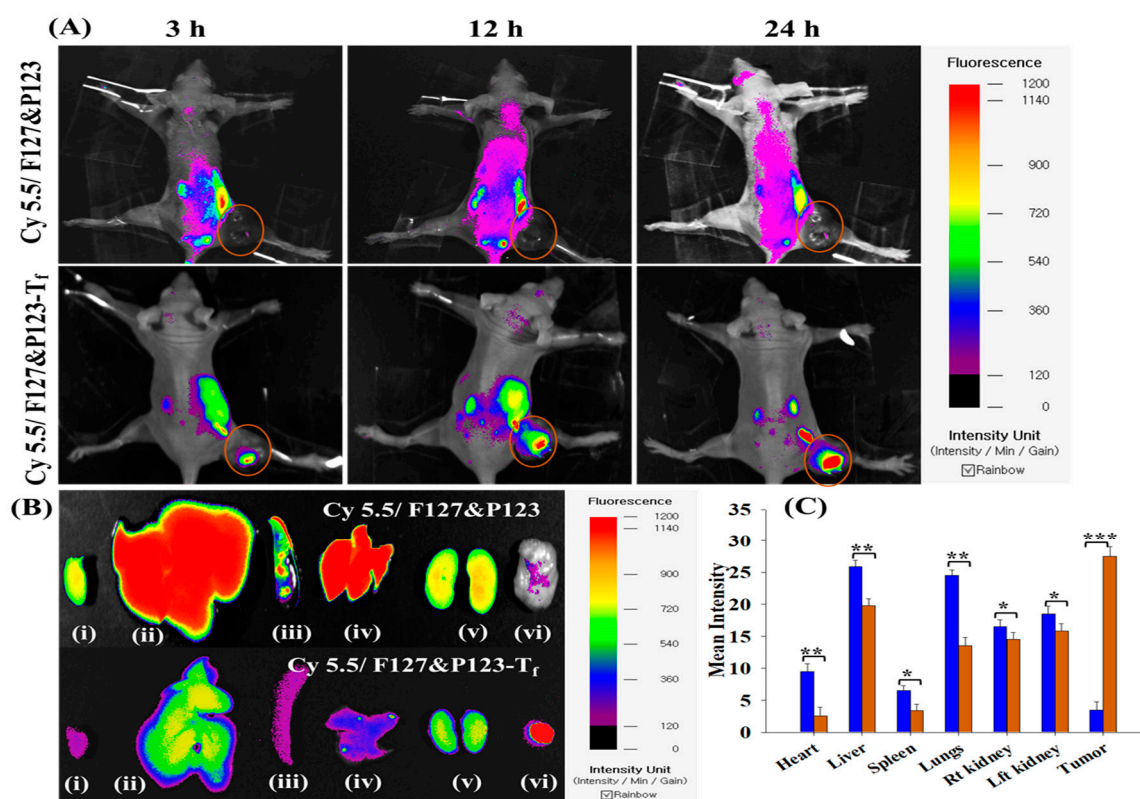 (A)
3 h
12 h
24 h
Cy 5.5/ F127&P123
Cy 5.5/ F127&P123-Tf
Fluorescence
1200
1140
900
720
540
360
120
0
Intensity Unit
(Intensity / Min / Gain)
Rainbow
(B)
Cy 5.5/ F127&P123
(i)
(ii)
(iii)
(iv)
(v)
(vi)
Cy 5.5/ F127&P123-Tf
(i)
(ii)
(iii)
(iv)
(v)
(vi)
Fluorescence
1200
1140
900
720
540
360
120
0
Intensity Unit
(Intensity / Min / Gain)
Rainbow
(C)
Mean Intensity
35
30
25
20
15
10
5
0
**
**
*
**
*
*
***
Heart
Liver
Spleen
Lungs
Rt kidney
Lft kidney
Tumor